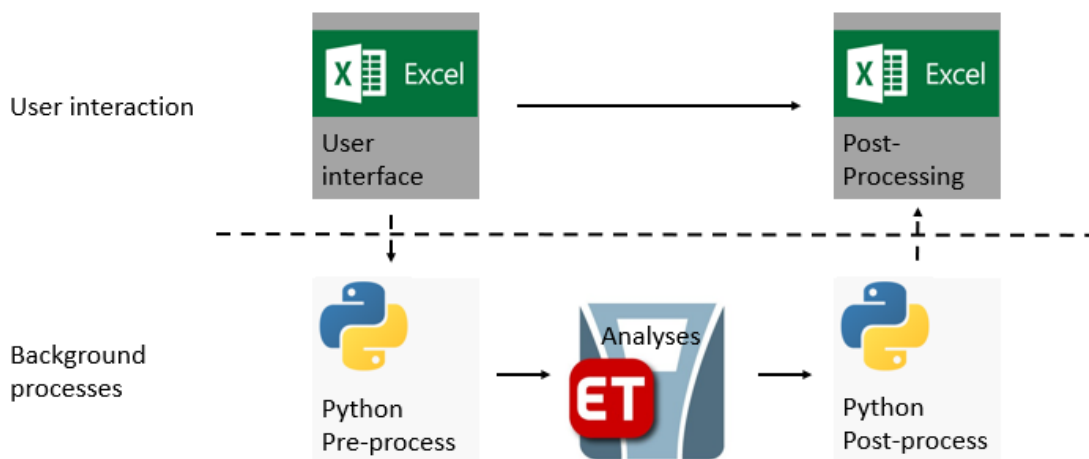 X Excel
X Excel
User interaction
User
interface
Post-
Processing
Analyses
ET
Background
processes
Python
Pre-process
Python
Post-process